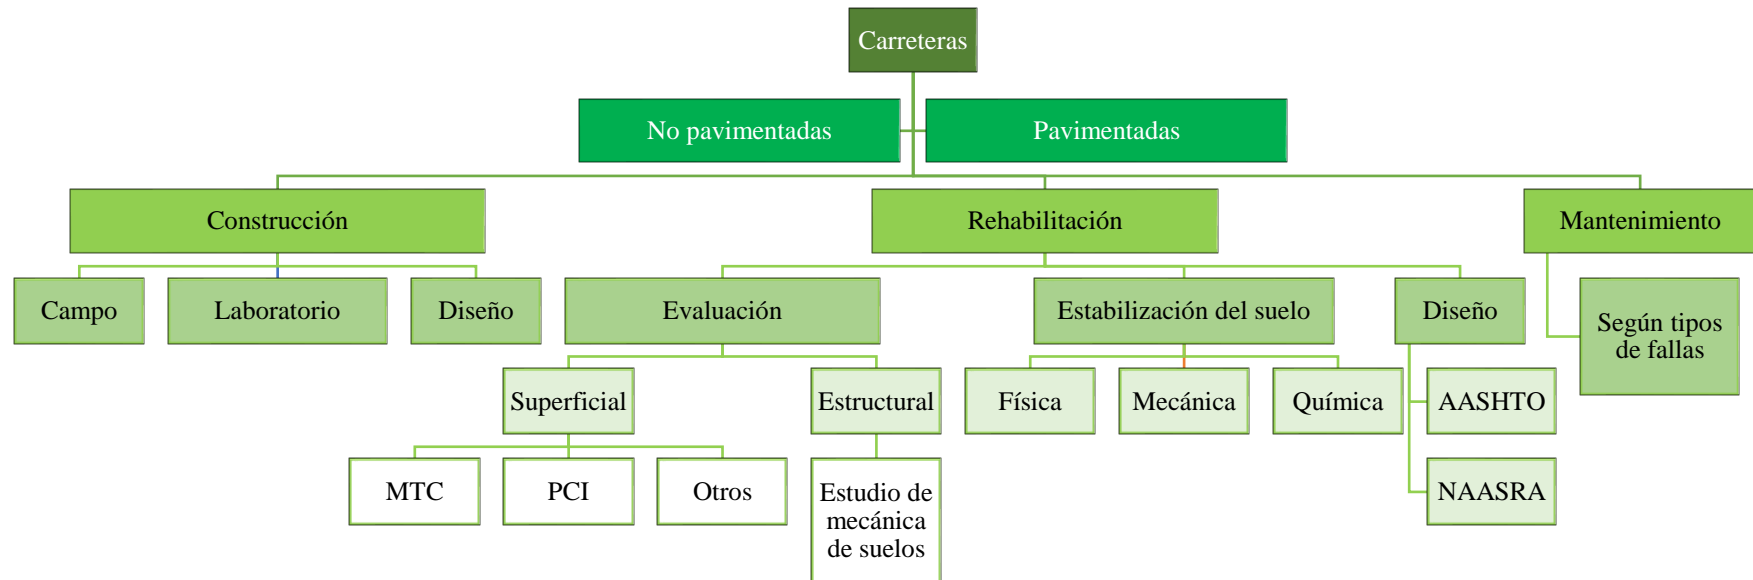 Carreteras
No pavimentadas
Pavimentadas
Construcción
Rehabilitación
Mantenimiento
Campo
Laboratorio
Diseño
Evaluación
Estabilización del suelo
Diseño
Según tipos
de fallas
Superficial
Estructural
Física
Mecánica
Química
AASHTO
MTC
PCI
Otros
Estudio de
mecánica
de suelos
NAASRA